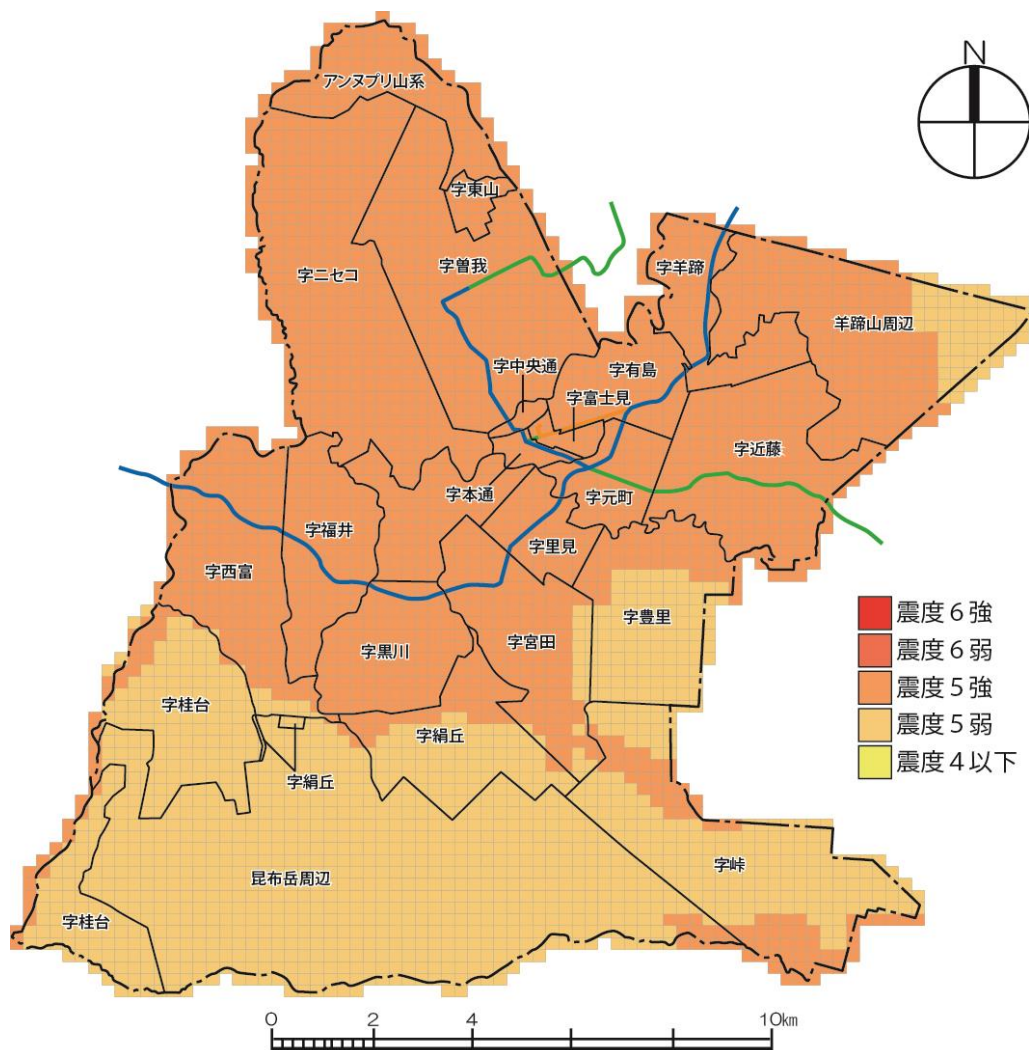 N
アンヌプリ山系
字東山
字曽我
字羊蹄
字ニセコ
羊蹄山周辺
字中央通
字有島
字富士見
字近藤
字本通
字元町
字福井
字里見
字西富
字豊里
字宮田
字黒川
字桂台
字絹丘
字絹丘
字峠
昆布岳周辺
字桂台
震度6強
震度6弱
震度5強
震度5弱
震度4以下
0 2 4 10km